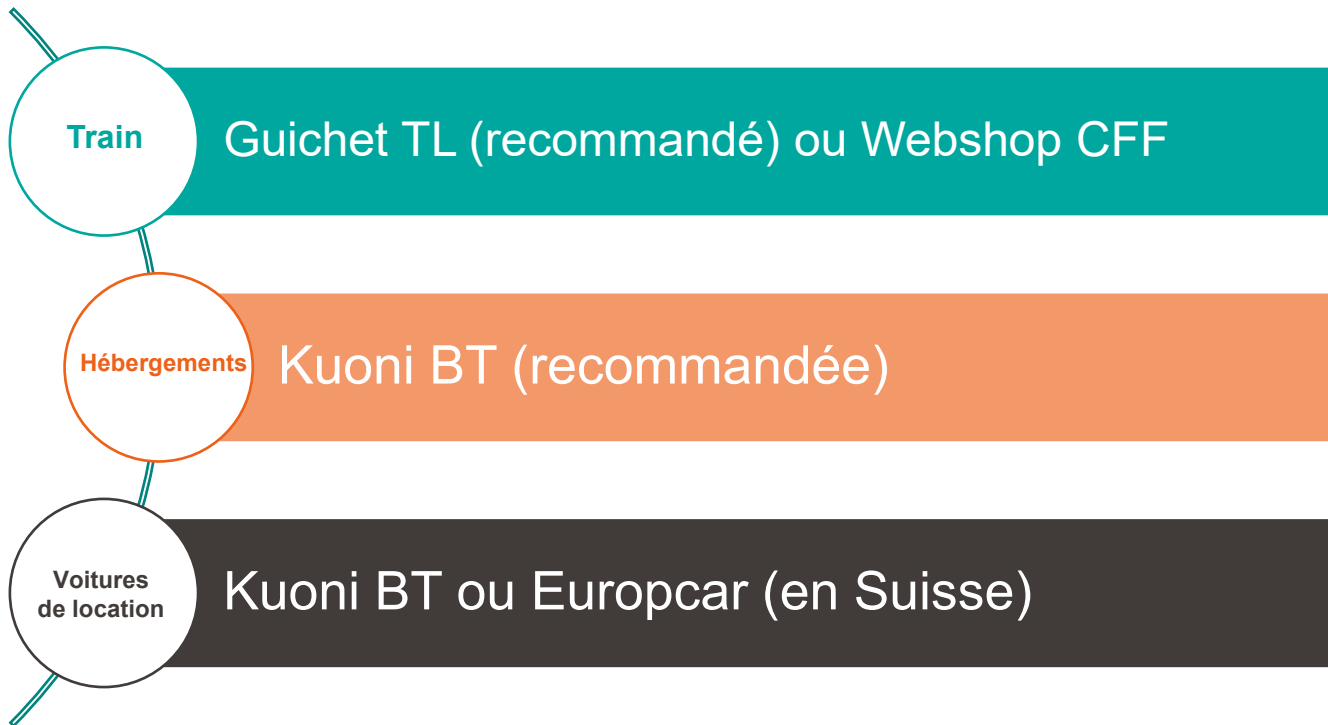 Train
Guichet TL (recommandé) ou Webshop CFF
Hébergements
Kuoni BT (recommandée)
Voitures
de location
Kuoni BT ou Europcar (en Suisse)